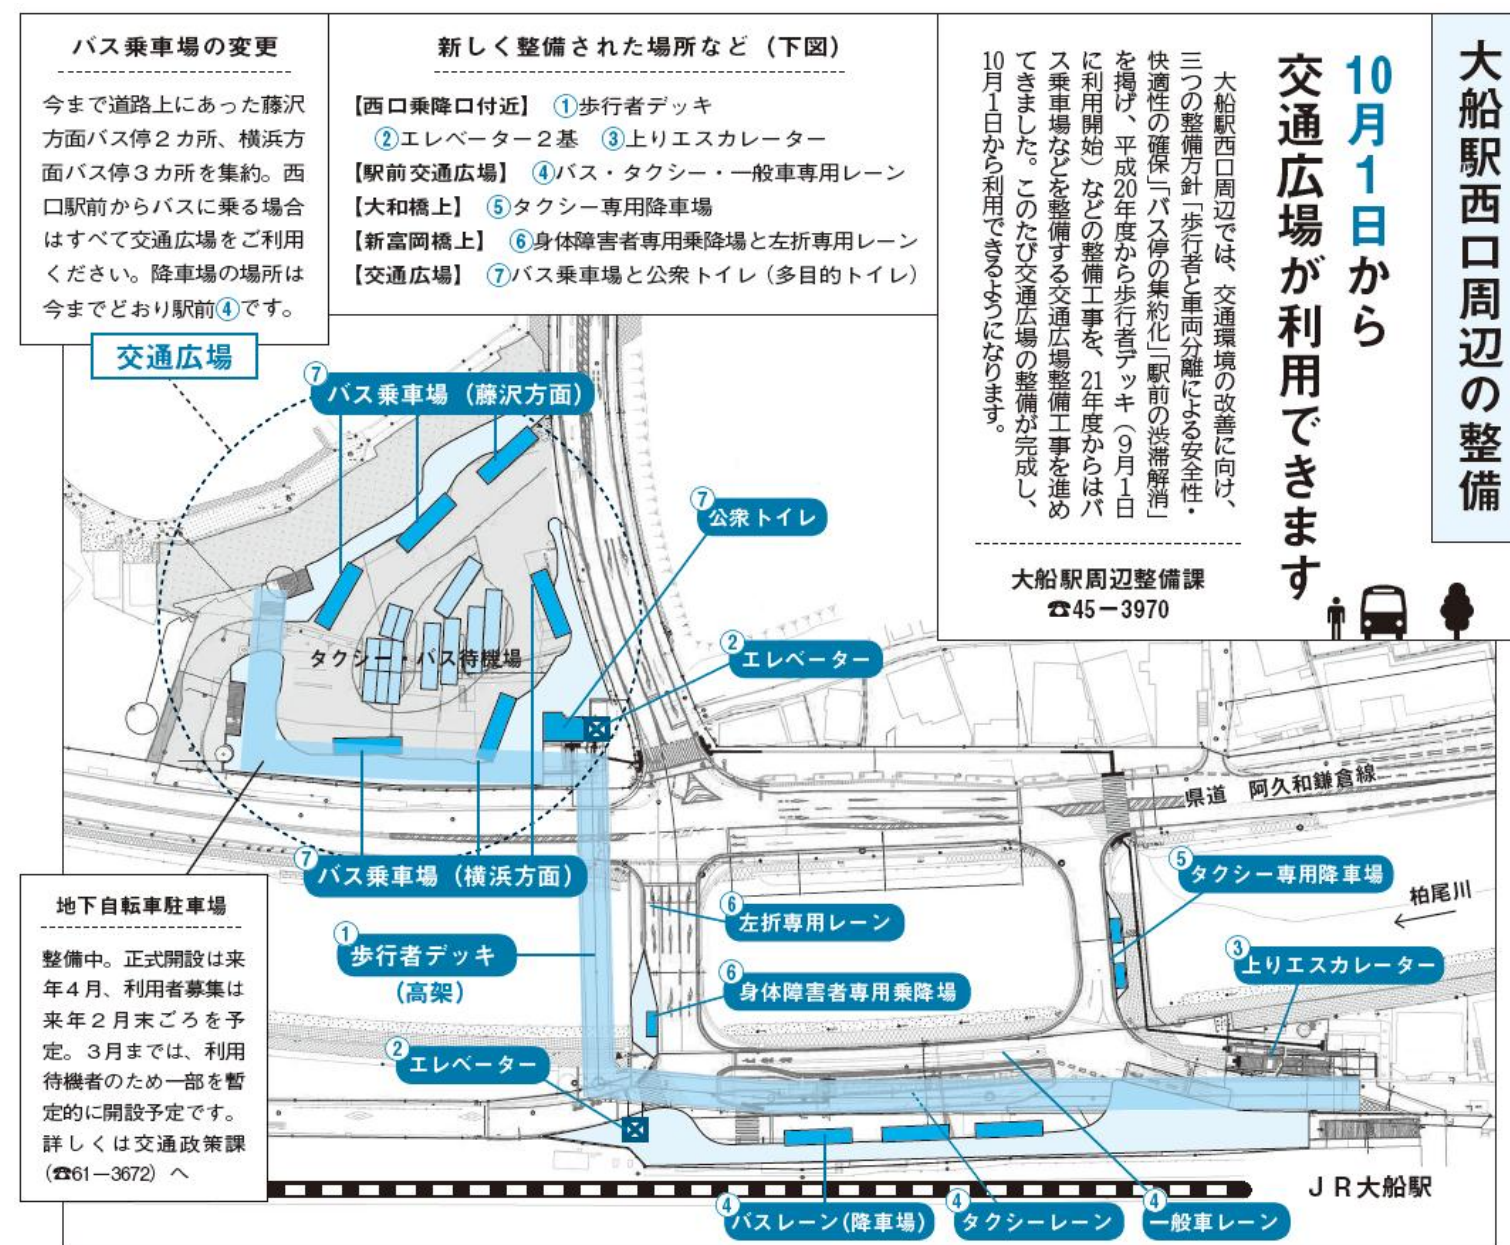 大船駅西口周辺の整備
10月1日から
交通広場が利用できます
　大船駅西口周辺では、交通環境の改善に向け、
三つの整備方針「歩行者と車両分離による安全性・
快適性の確保」「バス停の集約化」「駅前の渋滞解消」
を掲げ、平成20年度から歩行者デッキ（9月1日
に利用開始）などの整備工事を、21年度からはバ
ス乗車場などを整備する交通広場整備工事を進め
てきました。このたび交通広場の整備が完成し、
10月1日から利用できるようになります。
大船駅周辺整備課
☎45－3970
新しく整備された場所など（下図）
【西口乗降口付近】 ①歩行者デッキ
②エレベーター２基 ③上りエスカレーター
【駅前交通広場】 ④バス・タクシー・一般車専用レーン
【大和橋上】 ⑤タクシー専用降車場
【新富岡橋上】 ⑥身体障害者専用乗降場と左折専用レーン
【交通広場】 ⑦バス乗車場と公衆トイレ（多目的トイレ）
バス乗車場の変更
今まで道路上にあった藤沢
方面バス停２カ所、横浜方
面バス停３カ所を集約。西
口駅前からバスに乗る場合
はすべて交通広場をご利用
ください。降車場の場所は
今までどおり駅前④です。
交通広場
⑦バス乗車場（藤沢方面）
⑦公衆トイレ
②エレベーター
タクシー・バス待機場
県道　阿久和鎌倉線
⑦バス乗車場（横浜方面）
⑤タクシー専用降車場
柏尾川
⑥左折専用レーン
①歩行者デッキ
（高架）
③上りエスカレーター
⑥身体障害者専用乗降場
②エレベーター
地下自転車駐車場
整備中。正式開設は来
年４月、利用者募集は
来年２月末ごろを予
定。３月までは、利用
待機者のため一部を暫
定的に開設予定です。
詳しくは交通政策課
（☎61－3672）へ
ＪＲ大船駅
④バスレーン(降車場)
④タクシーレーン
④一般車レーン